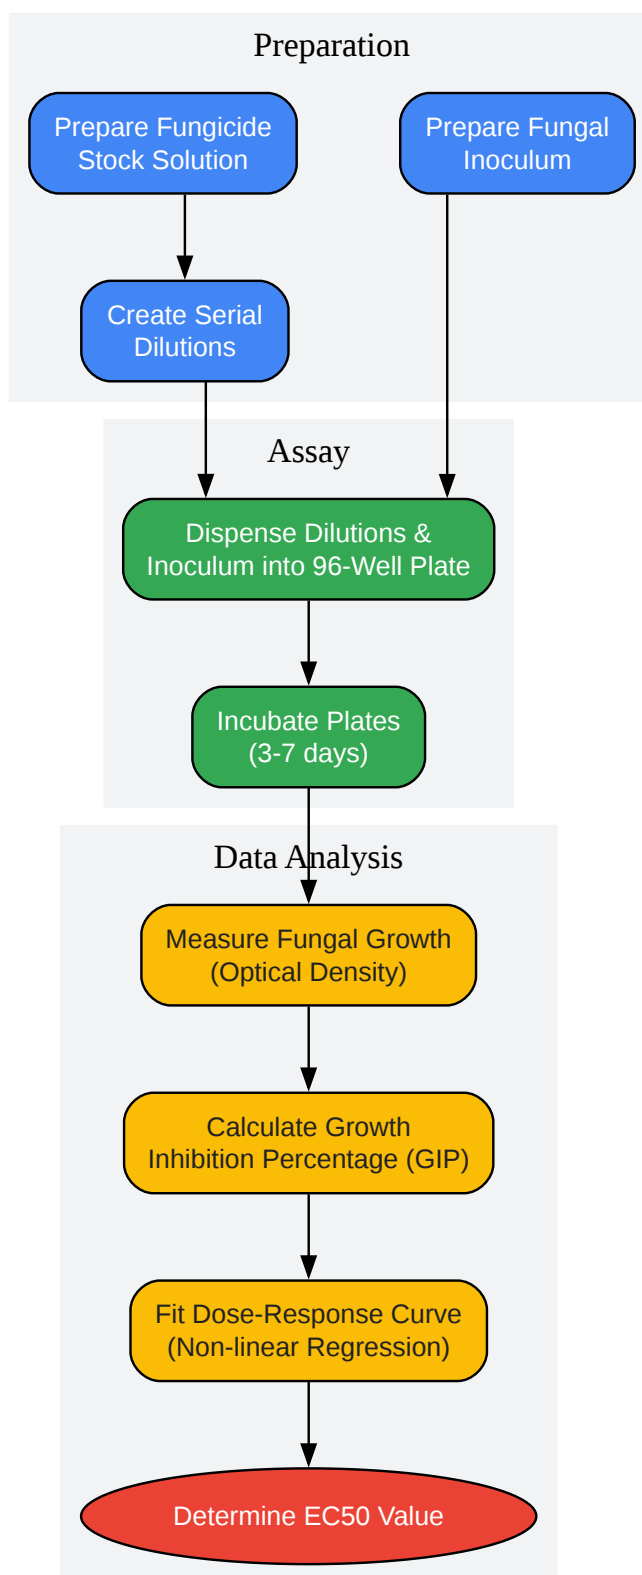 Preparation
Prepare Fungicide
Stock Solution
Prepare Fungal
Inoculum
Create Serial
Dilutions
Assay
Dispense Dilutions &
Inoculum into 96-Well Plate
Incubate Plates
(3-7 days)
Data Analysis
Measure Fungal Growth
(Optical Density)
Calculate Growth
Inhibition Percentage (GIP)
Fit Dose-Response Curve
(Non-linear Regression)
Determine EC50 Value